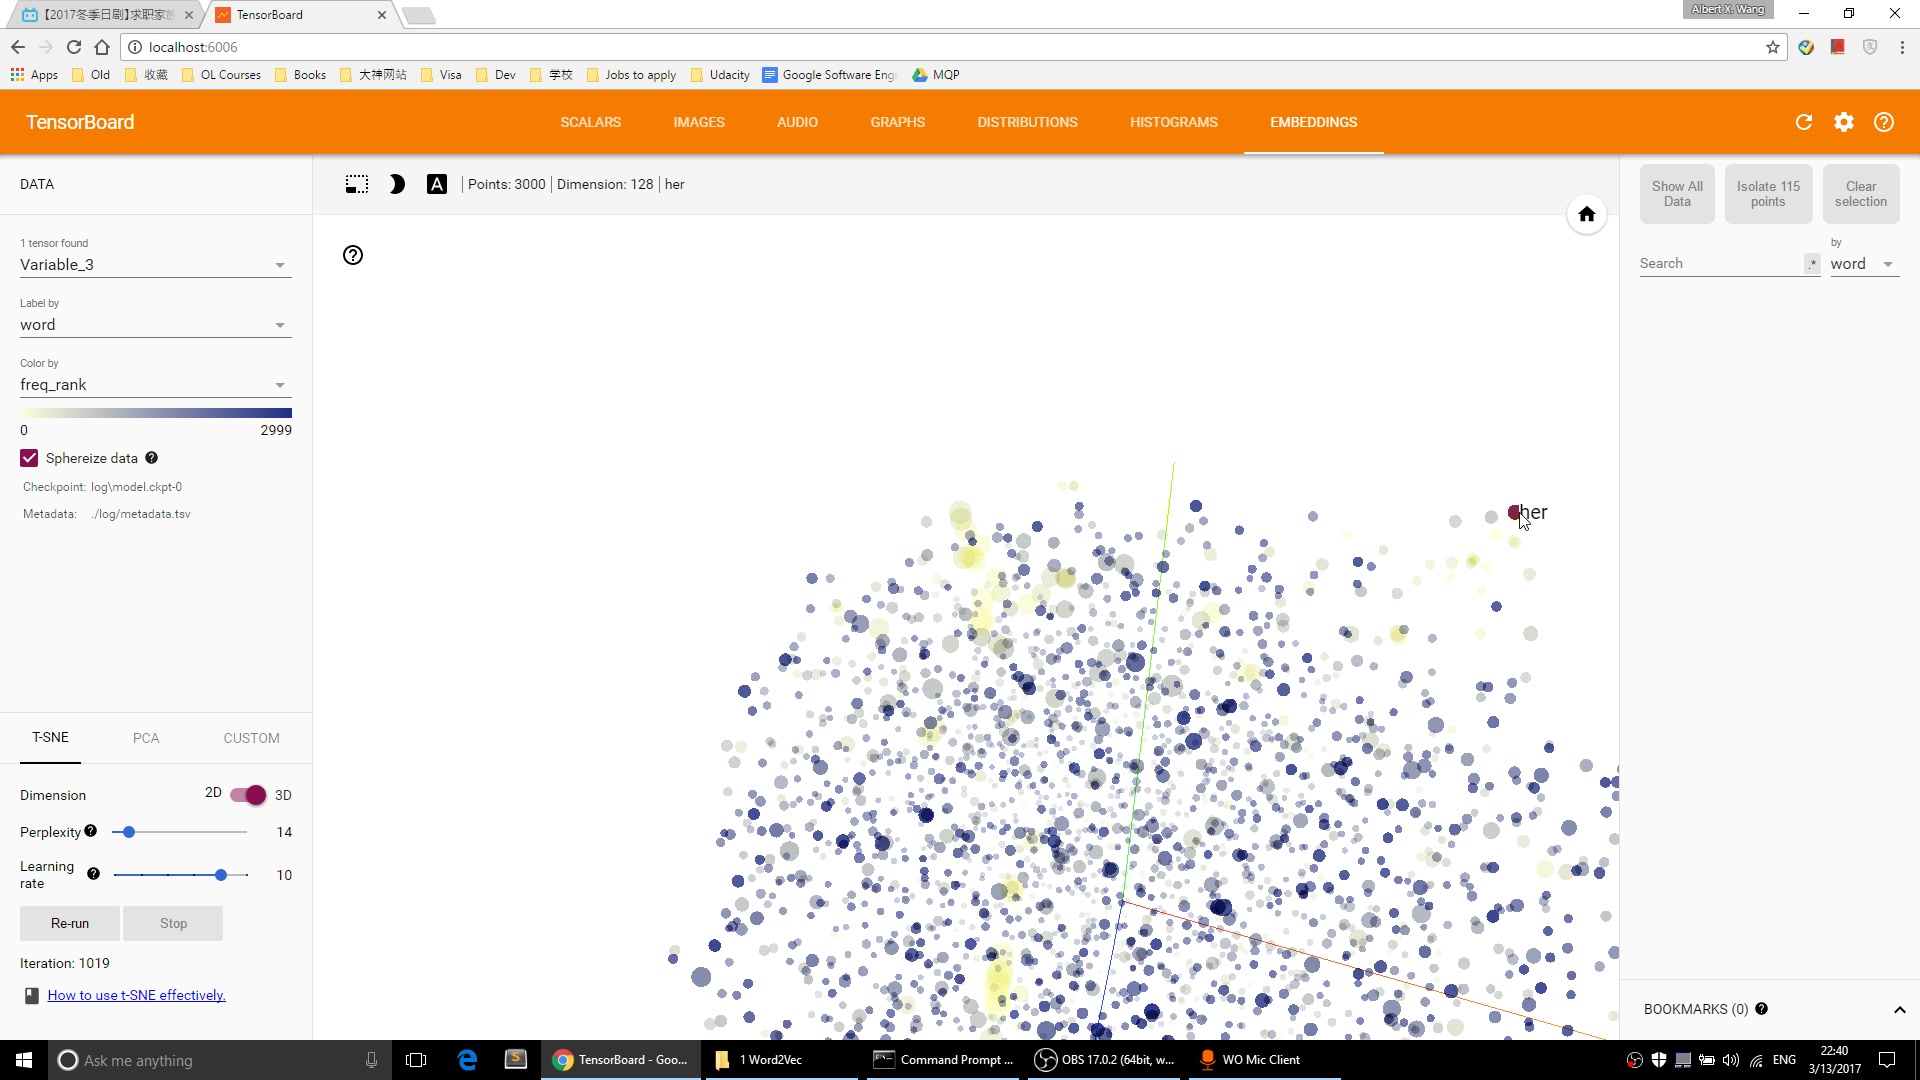 【2017冬季日剧】求职家族
TensorBoard
Albert X. Wang
localhost:6006
Apps Old 收藏 OL Courses Books 大神网站 Visa Dev 学校 Jobs to apply Udacity Google Software Engi MQP
TensorBoard
SCALARS IMAGES AUDIO GRAPHS DISTRIBUTIONS HISTOGRAMS EMBEDDINGS
DATA
A Points: 3000 Dimension: 128 her
Show All Data
Isolate 115 points
Clear selection
1 tensor found
Variable_3
Label by
word
Color by
freq_rank
0 2999
Sphereize data
Checkpoint: log\model.ckpt-0
Metadata: ./log/metadata.tsv
by
Search .* word
her
T-SNE PCA CUSTOM
Dimension 2D 3D
Perplexity 14
Learning rate 10
Re-run Stop
Iteration: 1019
How to use t-SNE effectively.
BOOKMARKS (0)
Ask me anything
TensorBoard - Goo...
1 Word2Vec
Command Prompt ...
OBS 17.0.2 (64bit, w...
WO Mic Client
ENG
22:40
3/13/2017